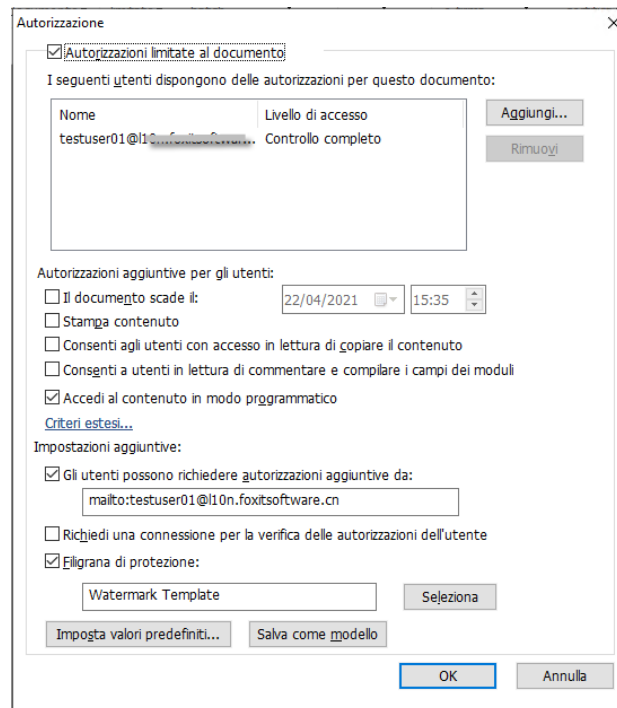 Autorizzazione
Autorizzazioni limitate al documento
I seguenti utenti dispongono delle autorizzazioni per questo documento:
Nome Livello di accesso Aggiungi...
testuser01@l10n.foxitsoftware... Controllo completo
Rimuovi
Autorizzazioni aggiuntive per gli utenti:
Il documento scade il: 22/04/2021 15:35
Stampa contenuto
Consenti agli utenti con accesso in lettura di copiare il contenuto
Consenti a utenti in lettura di commentare e compilare i campi dei moduli
Accedi al contenuto in modo programmatico
Criteri estesi...
Impostazioni aggiuntive:
Gli utenti possono richiedere autorizzazioni aggiuntive da:
mailto:testuser01@l10n.foxitsoftware.cn
Richiedi una connessione per la verifica delle autorizzazioni dell'utente
Filigrana di protezione:
Watermark Template Seleziona
Imposta valori predefiniti... Salva come modello
OK Annulla